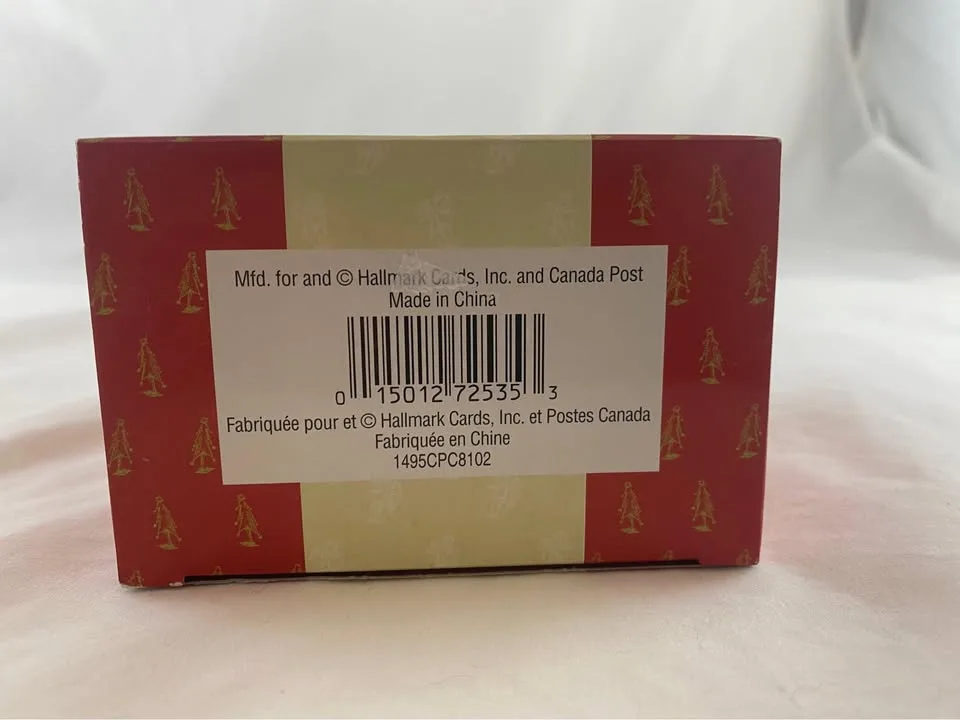 Mfd. for and © Hallmark Cards, Inc. and Canada Post
Made in China
0 15012 72535 3
Fabriquée pour et © Hallmark Cards, Inc. et Postes Canada
Fabriquée en Chine
1495CPC8102